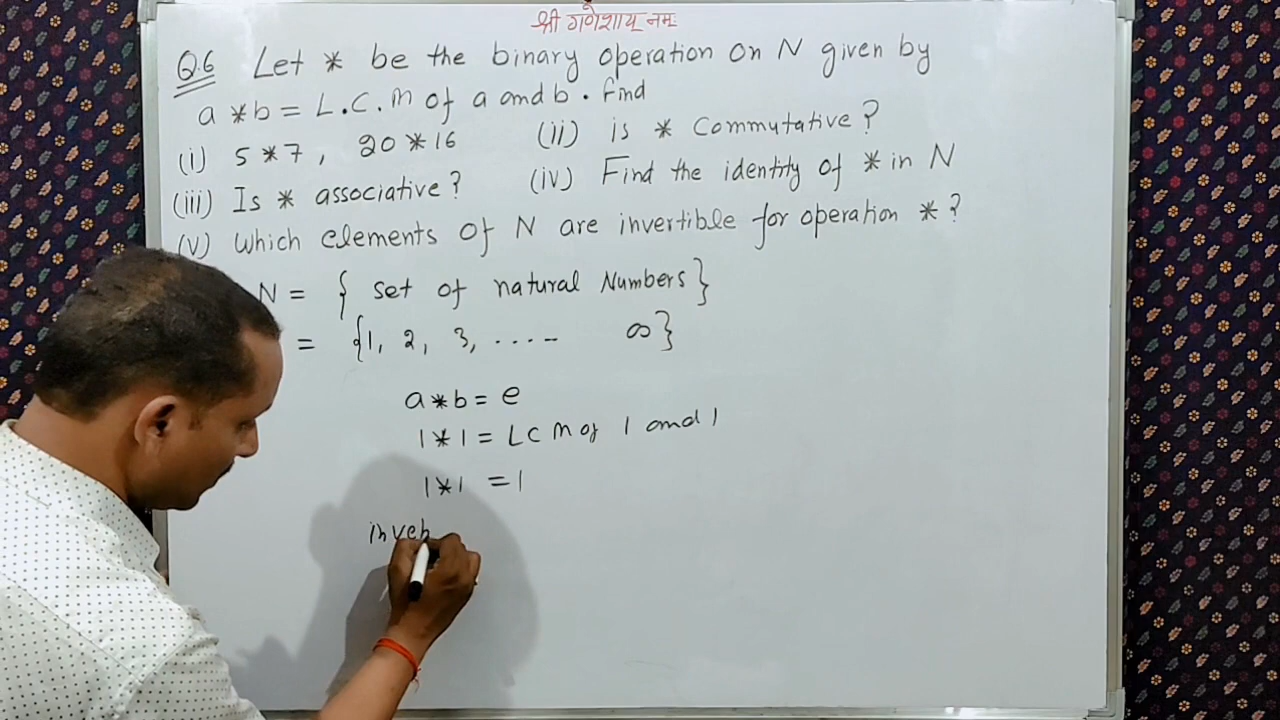 श्री गणेशाय नमः
Q.6 Let * be the binary operation on N given by
a * b = L.C.M of a and b. Find
(i) 5 * 7, 20 * 16 (ii) is * Commutative?
(iii) Is * associative? (iv) Find the identity of * in N
(v) Which elements of N are invertible for operation *?
N = { set of natural Numbers }
= {1, 2, 3, ..... ∞}
a * b = e
1 * 1 = LCM of 1 and 1
1 * 1 = 1